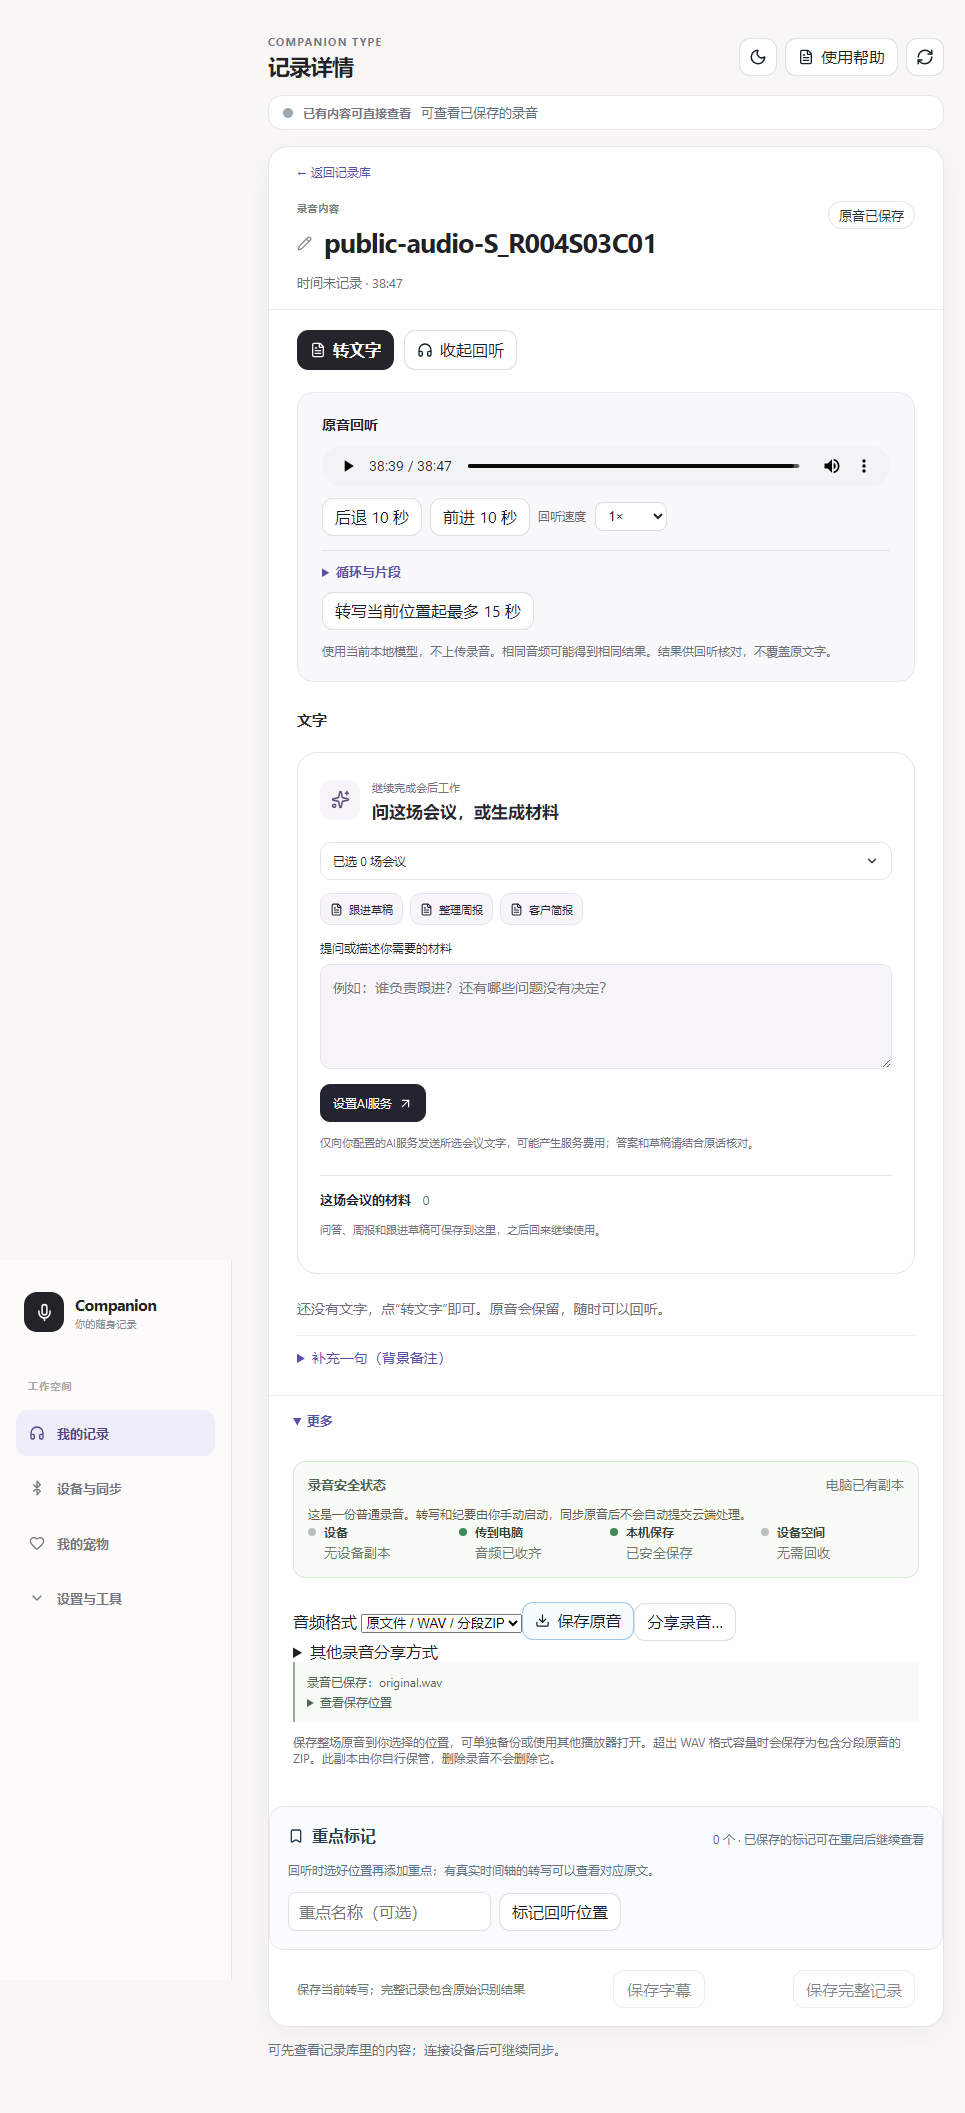 COMPANION TYPE
记录详情
使用帮助
已有内容可直接查看 可查看已保存的录音
← 返回记录库
录音内容
原音已保存
public-audio-S_R004S03C01
时间未记录 · 38:47
转文字
收起回听
原音回听
38:39 / 38:47
后退 10 秒
前进 10 秒
回听速度
1×
循环与片段
转写当前位置起最多 15 秒
使用当前本地模型，不上传录音。相同音频可能得到相同结果。结果供回听核对，不覆盖原文字。
文字
继续完成会后工作
问这场会议，或生成材料
已选 0 场会议
跟进草稿
整理周报
客户简报
提问或描述你需要的材料
例如：谁负责跟进？还有哪些问题没有决定？
设置AI服务
仅向你配置的AI服务发送所选会议文字，可能产生服务费用；答案和草稿请结合原话核对。
这场会议的材料 0
问答、周报和跟进草稿可保存到这里，之后回来继续使用。
还没有文字，点“转文字”即可。原音会保留，随时可以回听。
补充一句（背景备注）
更多
录音安全状态
电脑已有副本
这是一份普通录音。转写和纪要由你手动启动，同步原音后不会自动提交云端处理。
设备
无设备副本
传到电脑
音频已收齐
本机保存
已安全保存
设备空间
无需回收
音频格式
原文件 / WAV / 分段ZIP
保存原音
分享录音...
其他录音分享方式
录音已保存：original.wav
查看保存位置
保存整场原音到你选择的位置，可单独备份或使用其他播放器打开。超出 WAV 格式容量时会保存为包含分段原音的
ZIP。此副本由你自行保管，删除录音不会删除它。
重点标记
0 个 · 已保存的标记可在重启后继续查看
回听时选好位置再添加重点；有真实时间轴的转写可以查看对应原文。
重点名称（可选）
标记回听位置
保存当前转写；完整记录包含原始识别结果
保存字幕
保存完整记录
可先查看记录库里的内容；连接设备后可继续同步。
Companion
你的随身记录
工作空间
我的记录
设备与同步
我的宠物
设置与工具